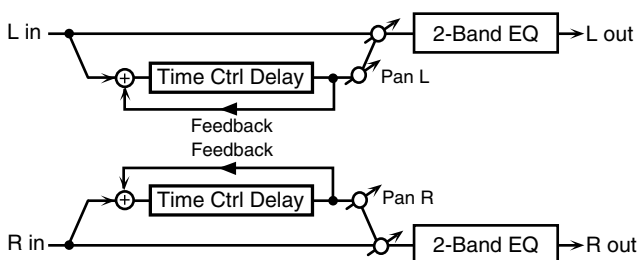 L in
2-Band EQ
L out
+
Time Ctrl Delay
Pan L
Feedback
Feedback
+
Time Ctrl Delay
Pan R
R in
2-Band EQ
R out